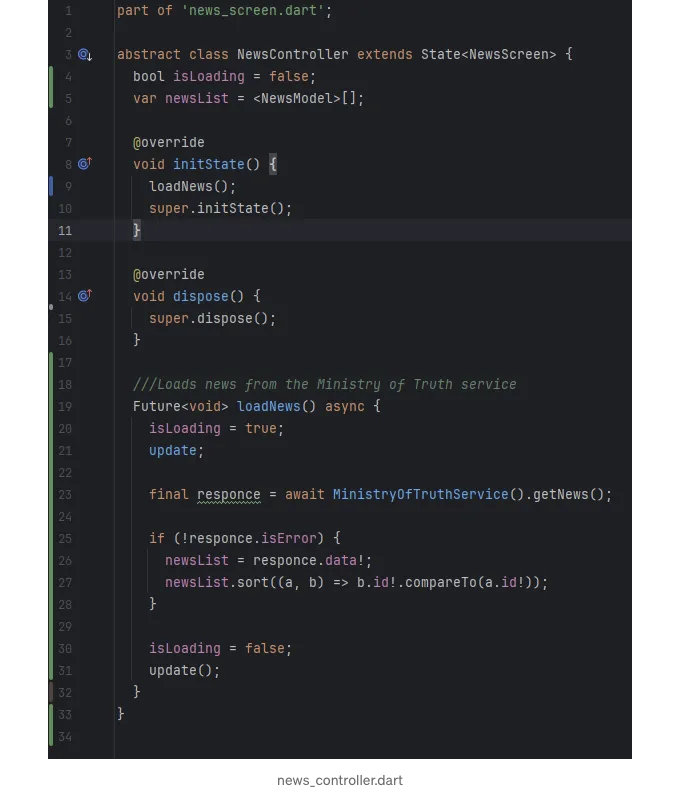 1 part of 'news_screen.dart';
2
3 abstract class NewsController extends State<NewsScreen> {
4 bool isLoading = false;
5 var newsList = <NewsModel>[];
6
7 @override
8 void initState() {
9 loadNews();
10 super.initState();
11 }
12
13 @override
14 void dispose() {
15 super.dispose();
16 }
17
18 ///Loads news from the Ministry of Truth service
19 Future<void> loadNews() async {
20 isLoading = true;
21 update;
22
23 final responce = await MinistryOfTruthService().getNews();
24
25 if (!responce.isError) {
26 newsList = responce.data!;
27 newsList.sort((a, b) => b.id!.compareTo(a.id!));
28 }
29
30 isLoading = false;
31 update();
32 }
33 }
34
news_controller.dart